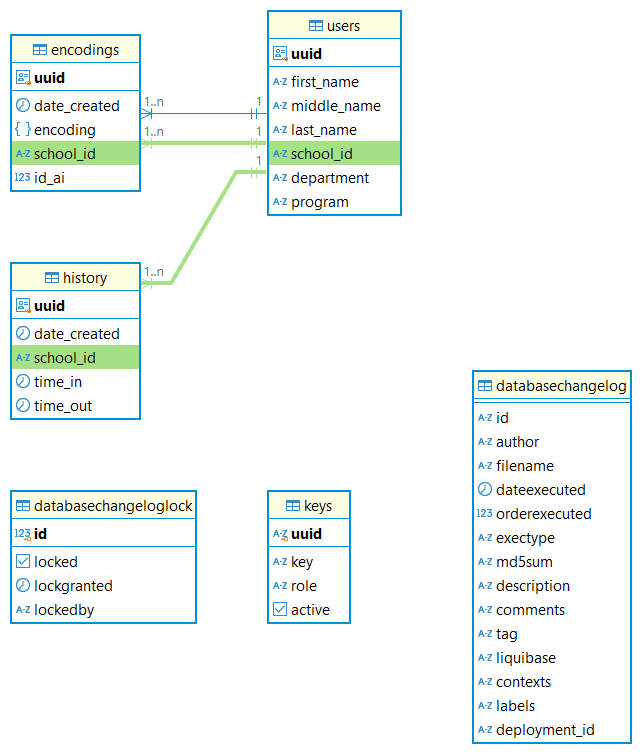 encodings
uuid
date_created
encoding
school_id
id_ai
1..n
1
1..n
1
1
1..n
users
uuid
first_name
middle_name
last_name
school_id
department
program
history
uuid
date_created
school_id
time_in
time_out
databasechangeloglock
id
locked
lockgranted
lockedby
keys
uuid
key
role
active
databasechangelog
id
author
filename
dateexecuted
orderexecuted
exectype
md5sum
description
comments
tag
liquibase
contexts
labels
deployment_id